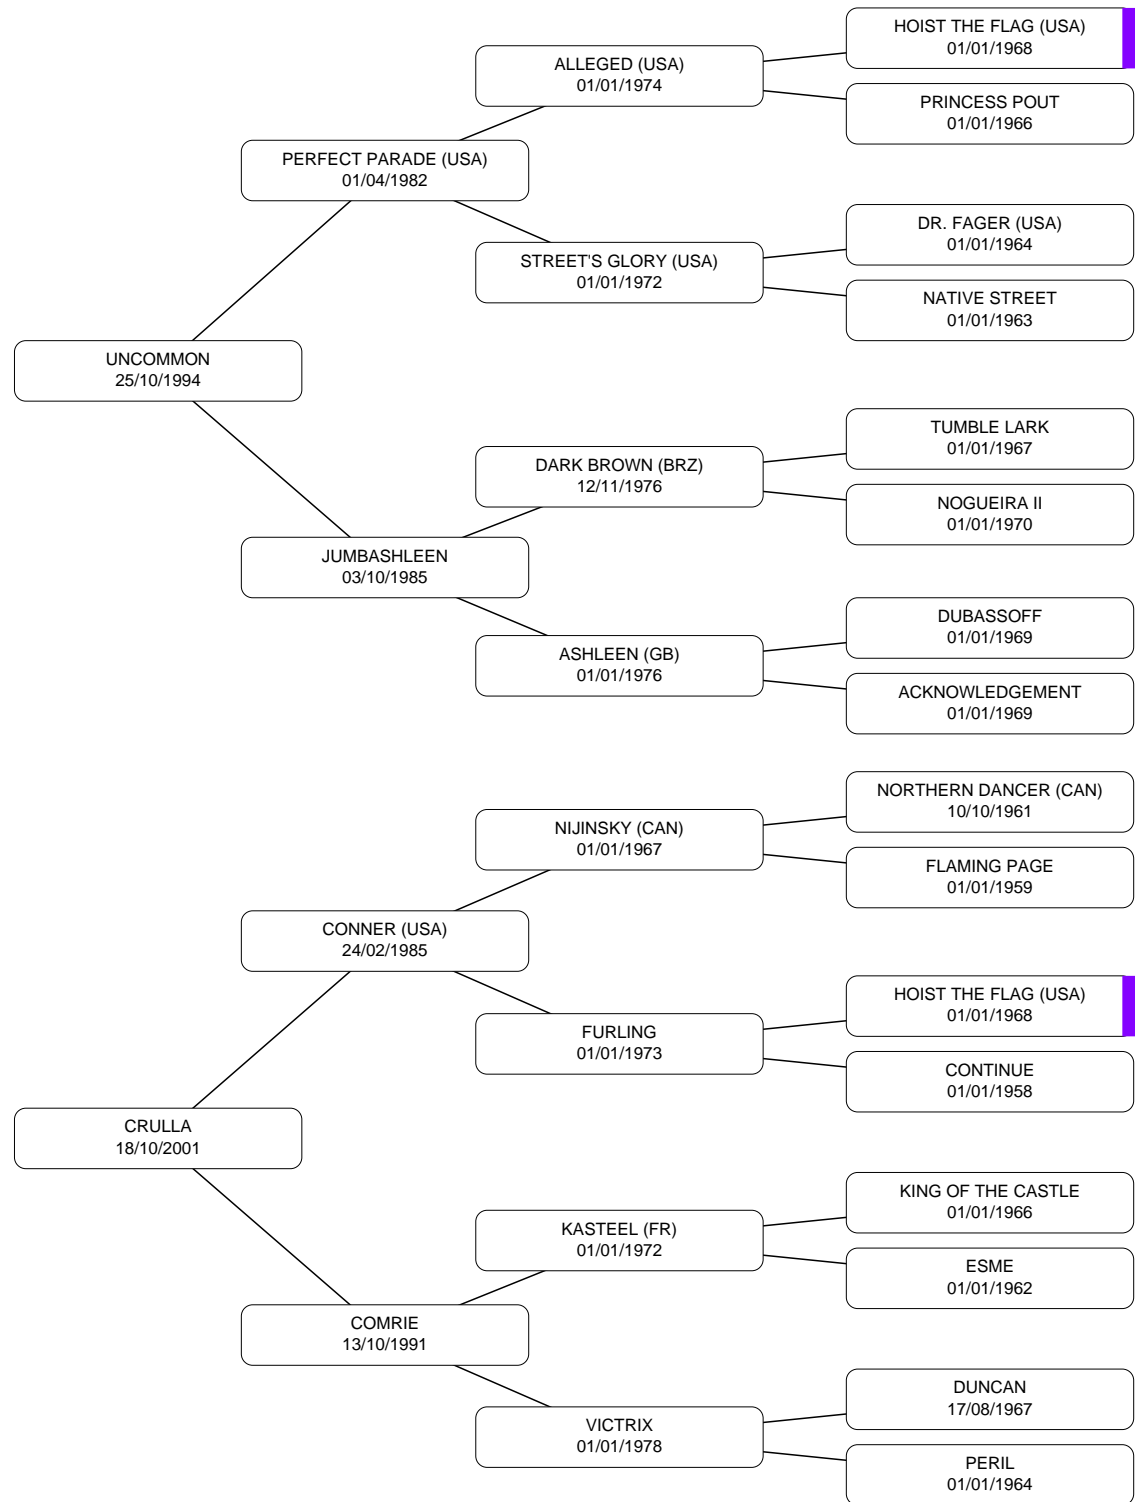 HOIST THE FLAG (USA)
01/01/1968
ALLEGED (USA)
01/01/1974
PRINCESS POUT
01/01/1966
PERFECT PARADE (USA)
01/04/1982
DR. FAGER (USA)
01/01/1964
STREET'S GLORY (USA)
01/01/1972
NATIVE STREET
01/01/1963
UNCOMMON
25/10/1994
TUMBLE LARK
01/01/1967
DARK BROWN (BRZ)
12/11/1976
NOGUEIRA II
01/01/1970
JUMBASHLEEN
03/10/1985
DUBASSOFF
01/01/1969
ASHLEEN (GB)
01/01/1976
ACKNOWLEDGEMENT
01/01/1969
NORTHERN DANCER (CAN)
10/10/1961
NIJINSKY (CAN)
01/01/1967
FLAMING PAGE
01/01/1959
CONNER (USA)
24/02/1985
HOIST THE FLAG (USA)
01/01/1968
FURLING
01/01/1973
CONTINUE
01/01/1958
CRULLA
18/10/2001
KING OF THE CASTLE
01/01/1966
KASTEEL (FR)
01/01/1972
ESME
01/01/1962
COMRIE
13/10/1991
DUNCAN
17/08/1967
VICTRIX
01/01/1978
PERIL
01/01/1964